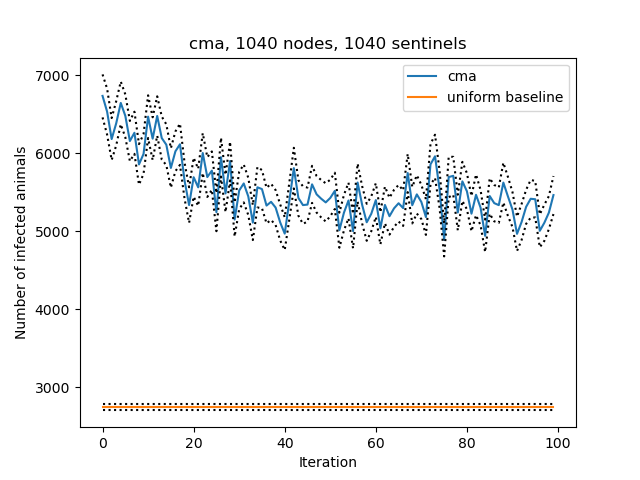 cma, 1040 nodes, 1040 sentinels
7000
6000
5000
4000
3000
Number of infected animals
cma
uniform baseline
0
20
40
60
80
100
Iteration